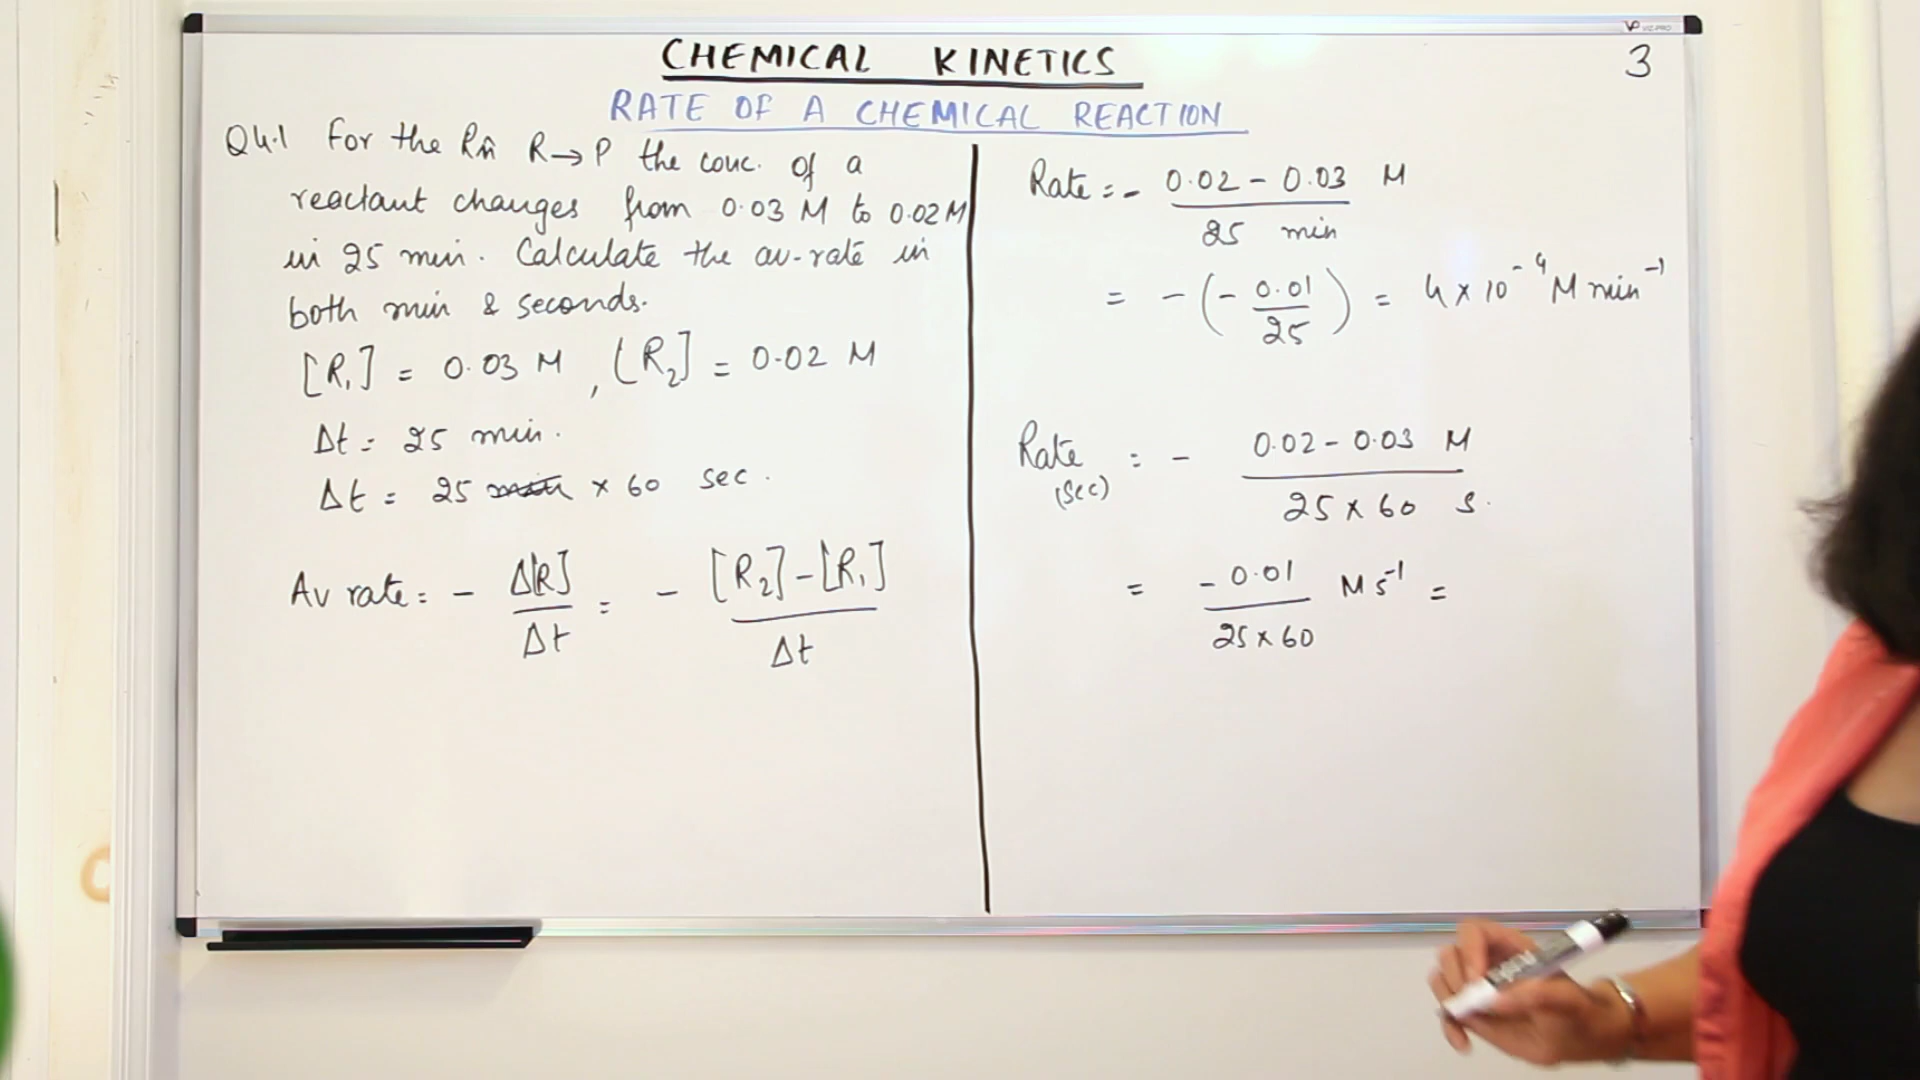 CHEMICAL KINETICS
3
RATE OF A CHEMICAL REACTION
Q4.1 For the Rxn R → P the conc. of a
reactant changes from 0.03 M to 0.02 M
in 25 min. Calculate the av-rate in
both min & seconds.
[R₁] = 0.03 M , [R₂] = 0.02 M
Δt = 25 min.
Δt = 25 min × 60 sec.
Av rate = - Δ[R] / Δt = - [R₂] - [R₁] / Δt
Rate = - 0.02 - 0.03 M / 25 min
= - (- 0.01 / 25) = 4 × 10⁻⁴ M min⁻¹
Rate (sec) = - 0.02 - 0.03 M / 25 × 60 s.
= - 0.01 / 25 × 60 M s⁻¹ =